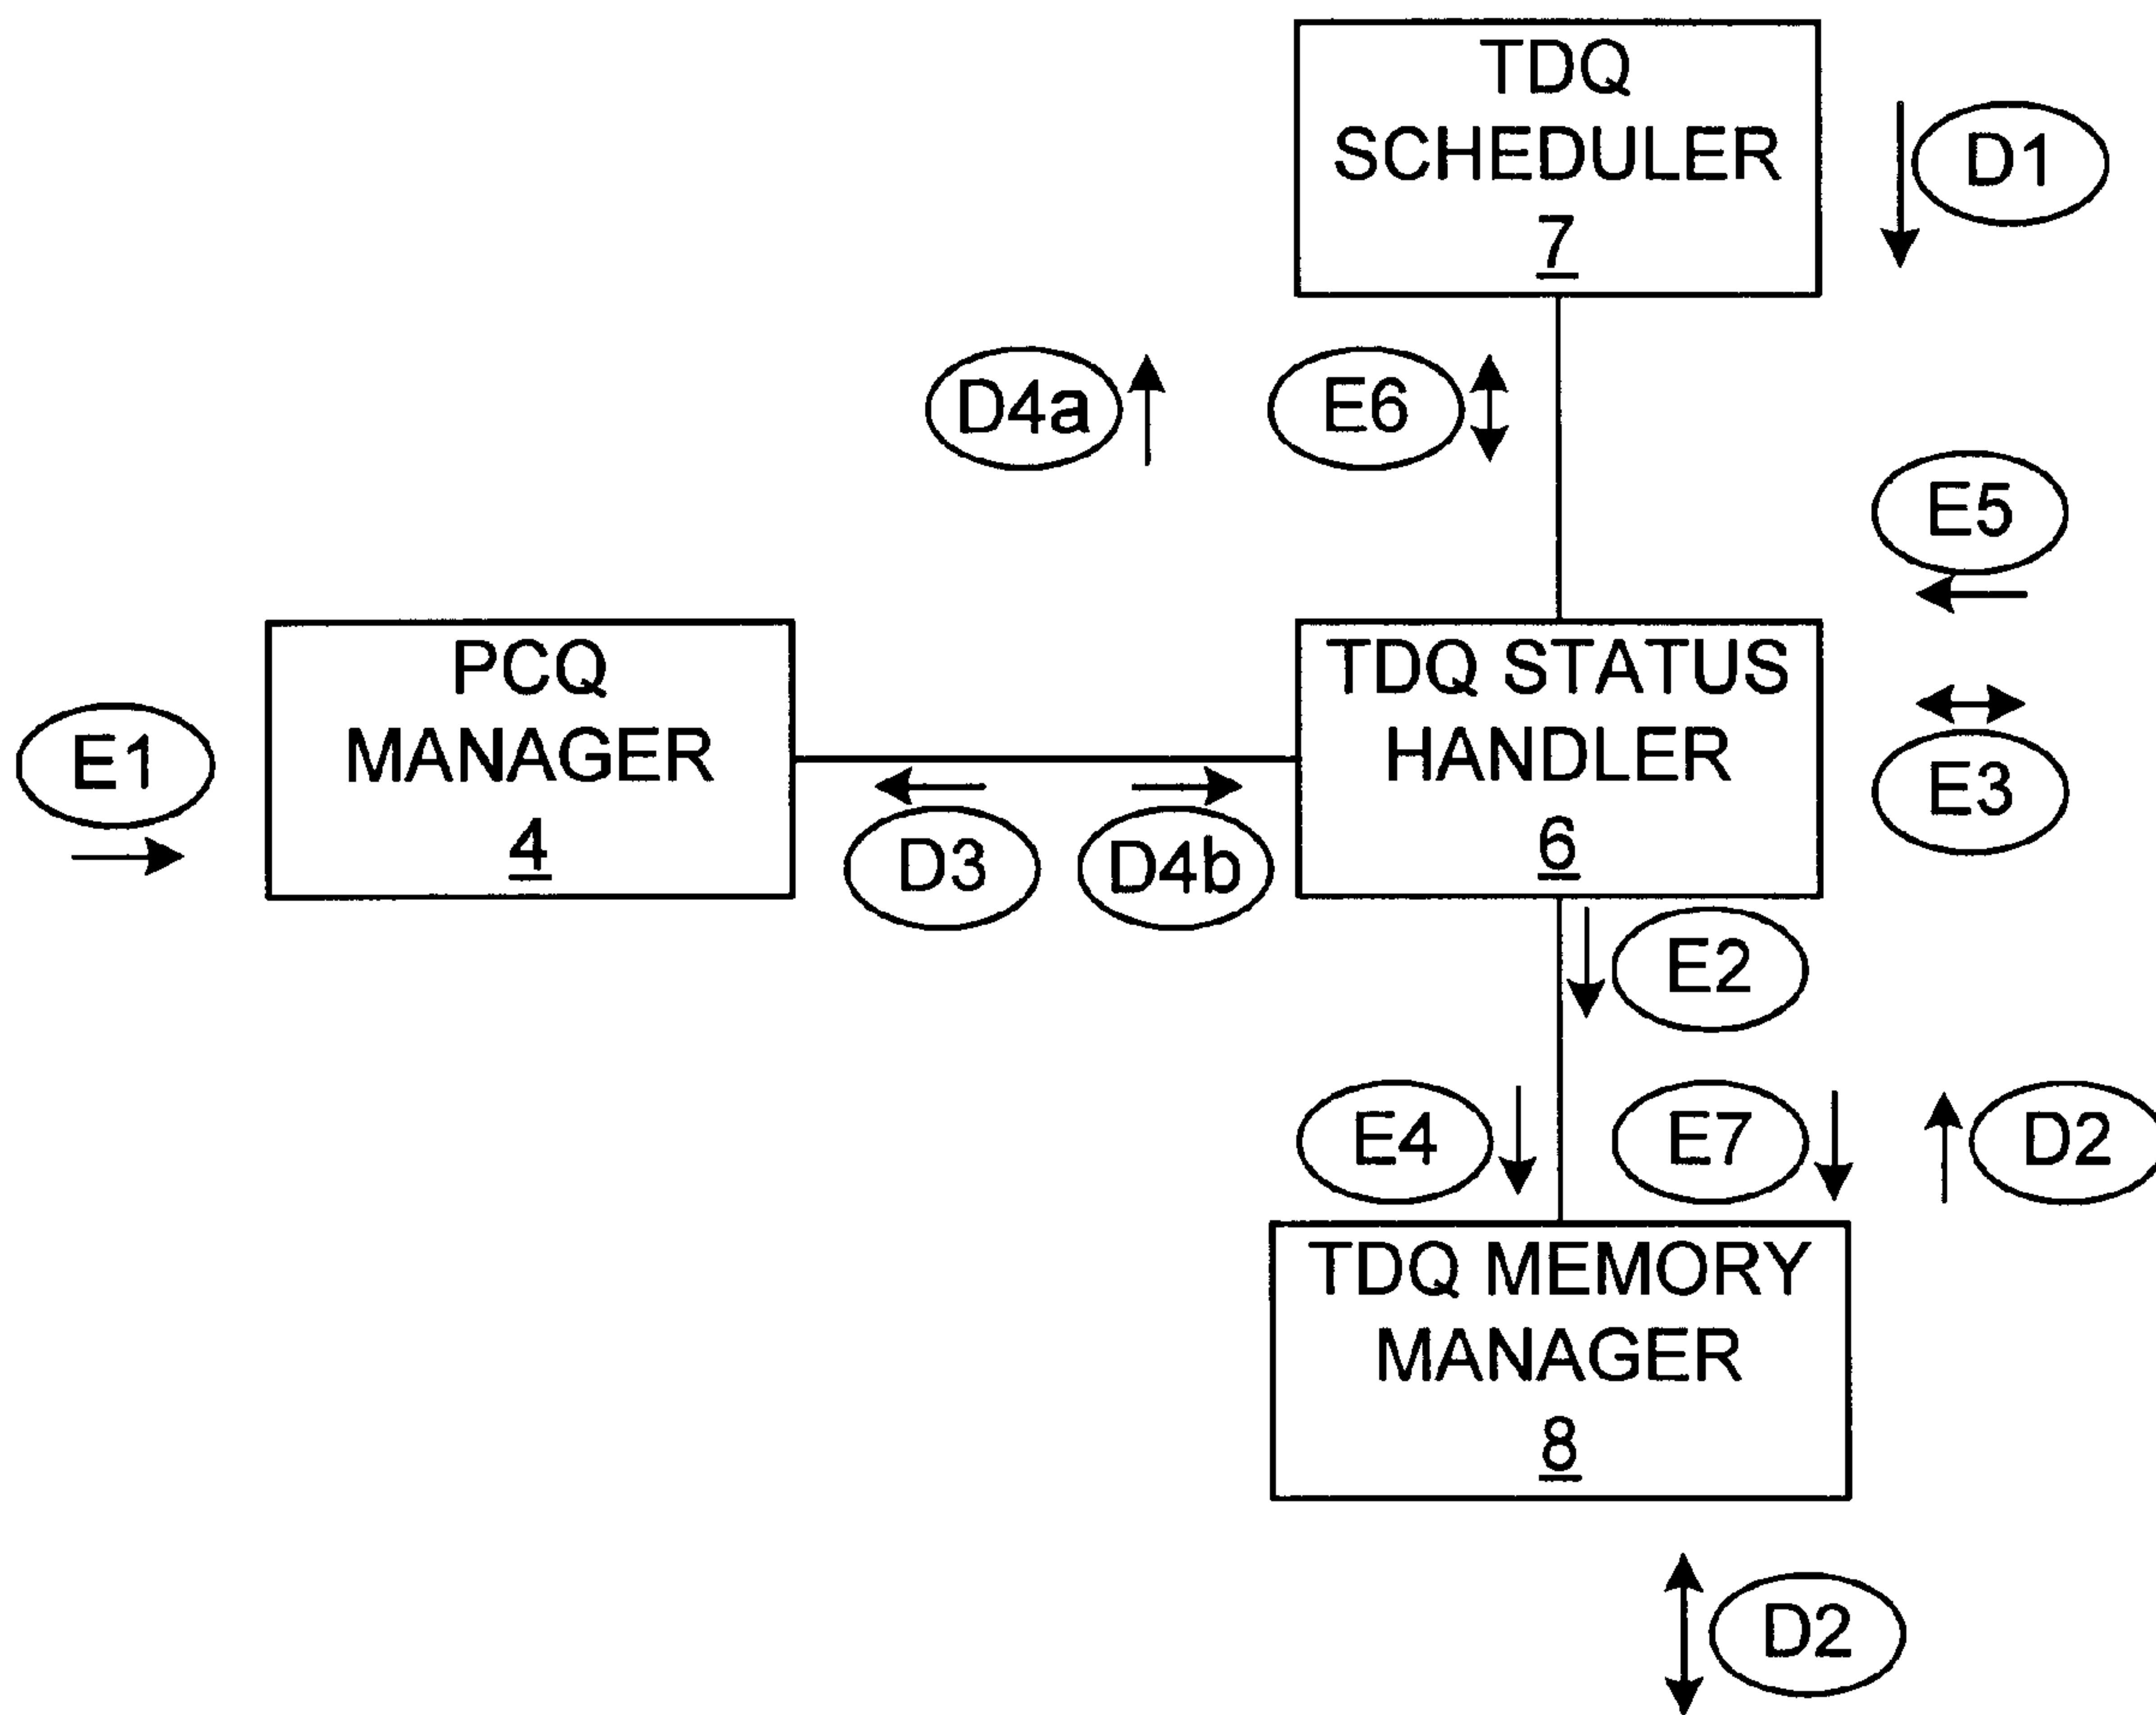 TDQ
SCHEDULER
7
D1
D4a
E6
E5
PCQ
MANAGER
4
E1
TDQ STATUS
HANDLER
6
E3
D3
D4b
E2
E4
E7
D2
TDQ MEMORY
MANAGER
8
D2